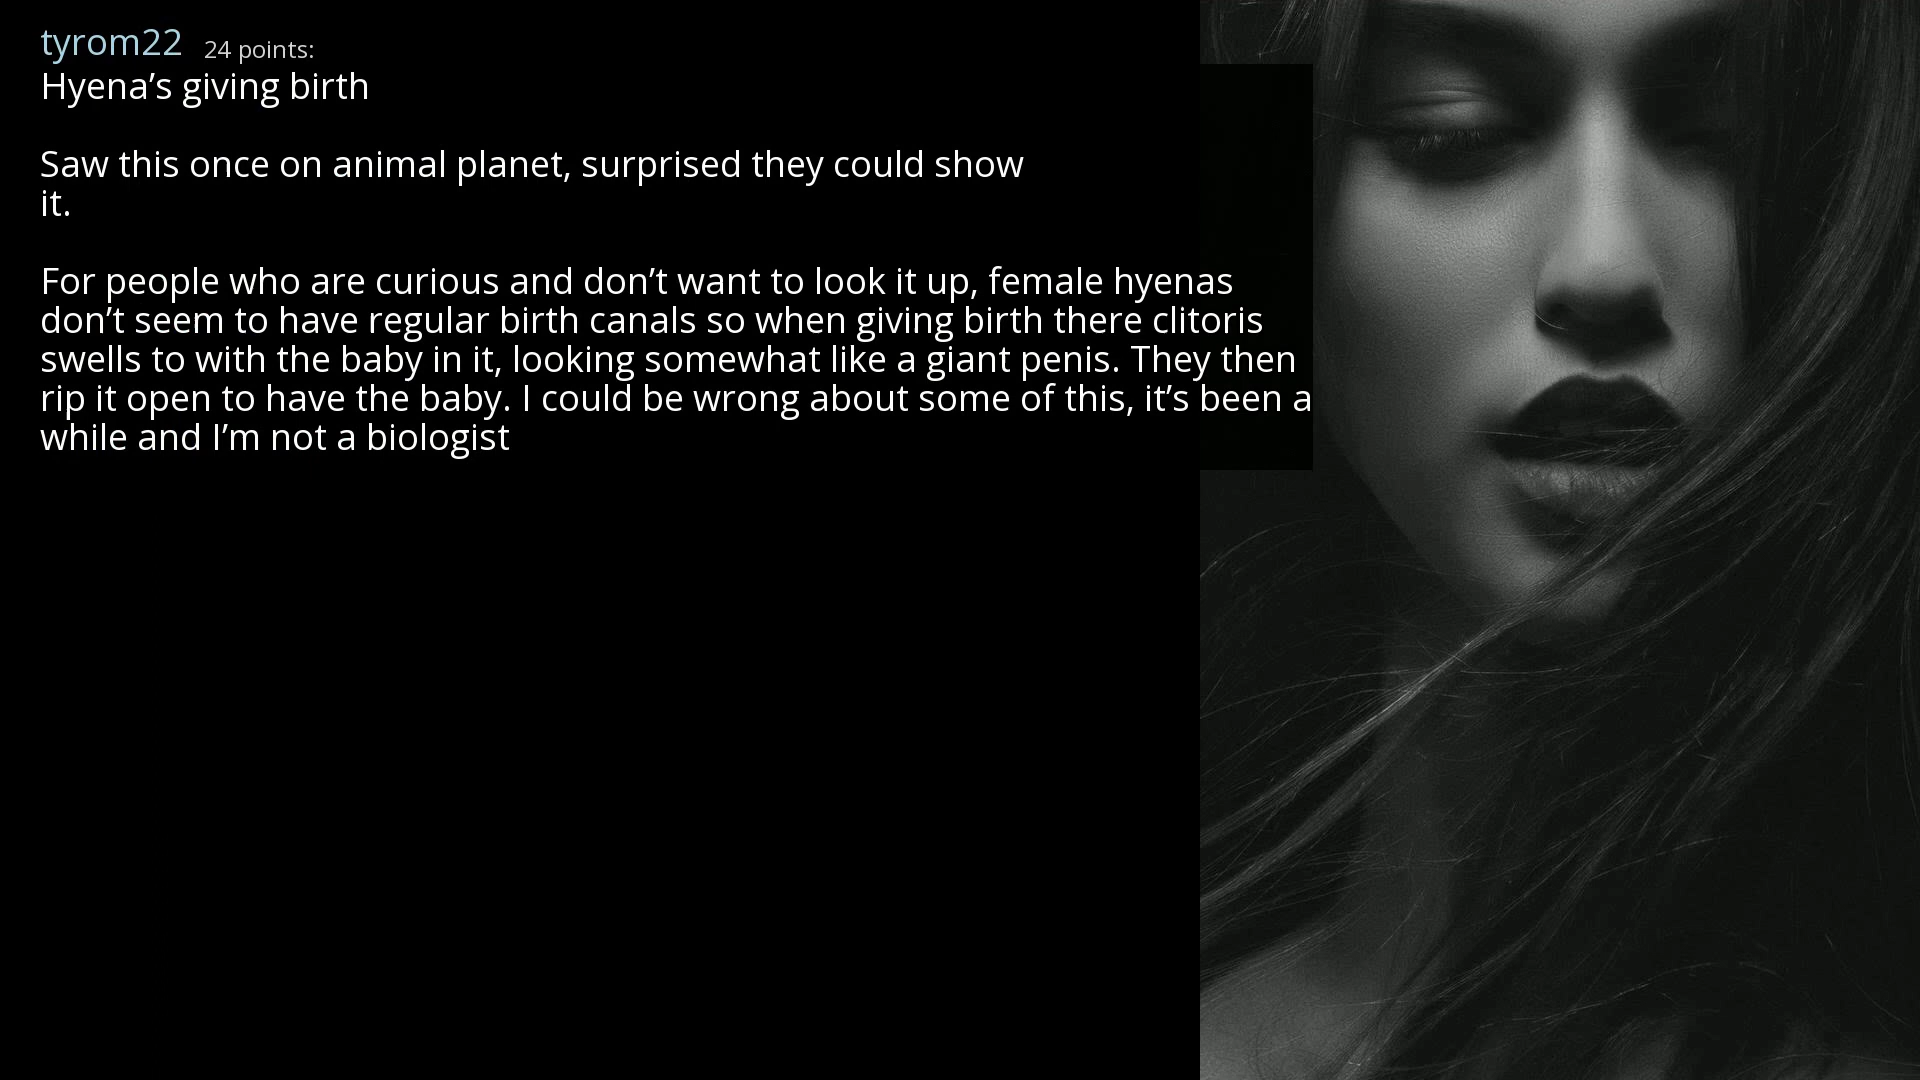 tyrom22 24 points:
Hyena’s giving birth
Saw this once on animal planet, surprised they could show
it.
For people who are curious and don’t want to look it up, female hyenas
don’t seem to have regular birth canals so when giving birth there clitoris
swells to with the baby in it, looking somewhat like a giant penis. They then
rip it open to have the baby. I could be wrong about some of this, it’s been a
while and I’m not a biologist